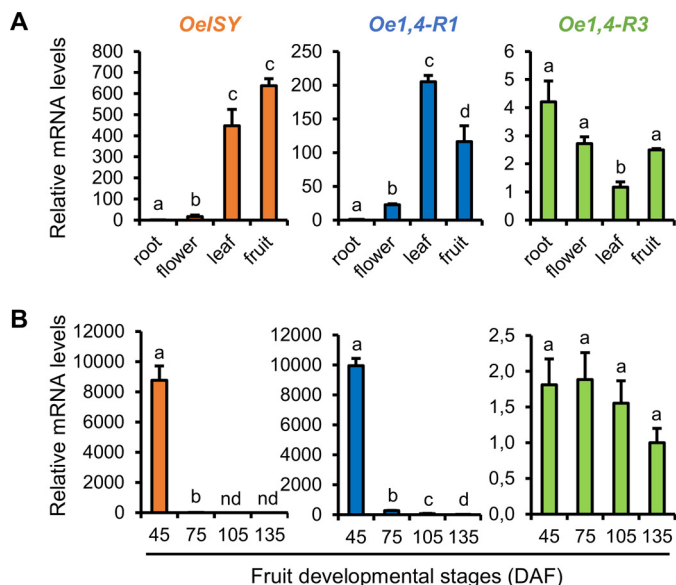 A
OeISY
Oe1,4-R1
Oe1,4-R3
Relative mRNA levels
800
700
600
500
400
300
200
100
0
a
b
c
c
root
flower
leaf
fruit
250
200
150
100
50
0
a
b
c
d
root
flower
leaf
fruit
6
5
4
3
2
1
0
a
a
b
a
root
flower
leaf
fruit
B
Relative mRNA levels
12000
10000
8000
6000
4000
2000
0
a
b
nd
nd
45 75 105 135
12000
10000
8000
6000
4000
2000
0
a
b
c
d
45 75 105 135
2,5
2,0
1,5
1,0
0,5
0,0
a
a
a
a
45 75 105 135
Fruit developmental stages (DAF)